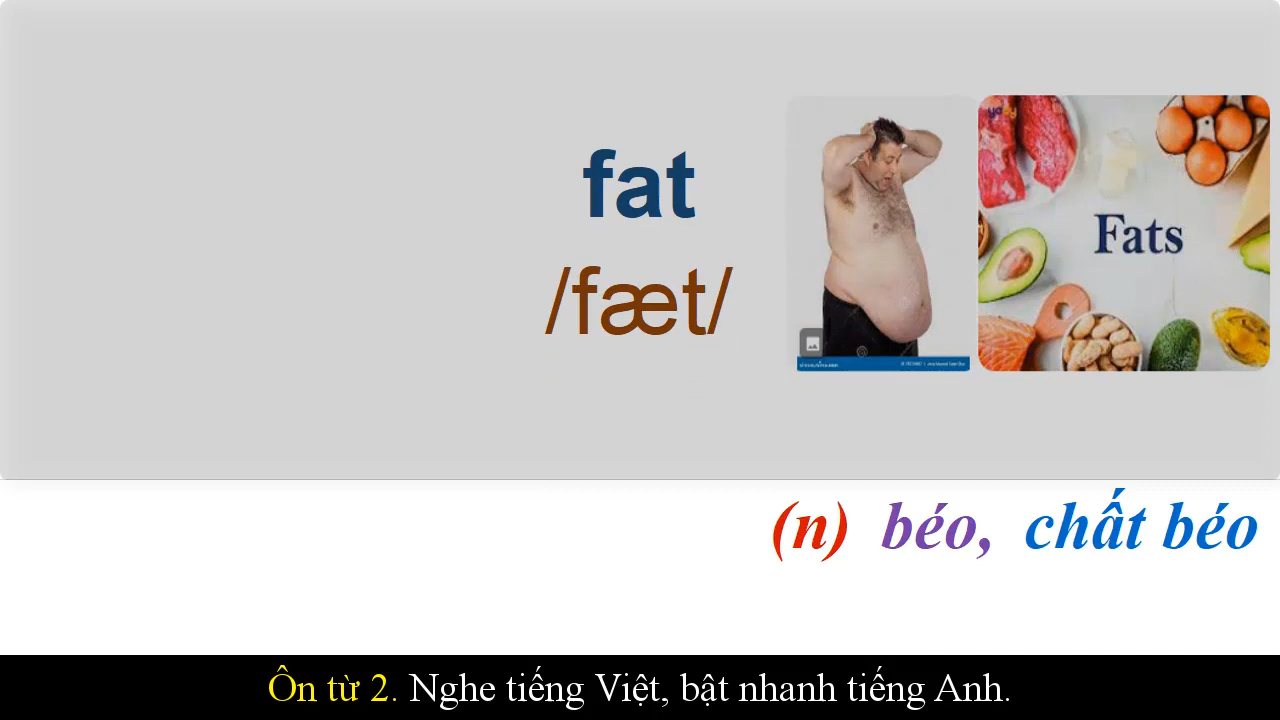 fat
/fæt/
Fats
(n) béo, chất béo
Ôn từ 2. Nghe tiếng Việt, bật nhanh tiếng Anh.